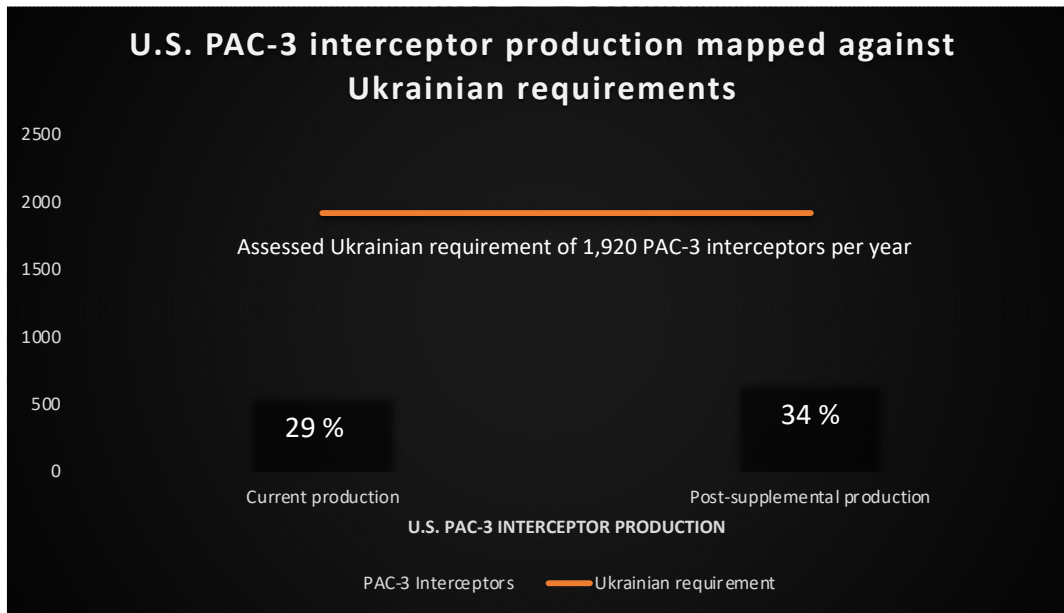 U.S. PAC-3 interceptor production mapped against
Ukrainian requirements
2500
2000
Assessed Ukrainian requirement of 1,920 PAC-3 interceptors per year
1500
1000
500
29 %
34 %
0
Current production
Post-supplemental production
U.S. PAC-3 INTERCEPTOR PRODUCTION
PAC-3 Interceptors
Ukrainian requirement